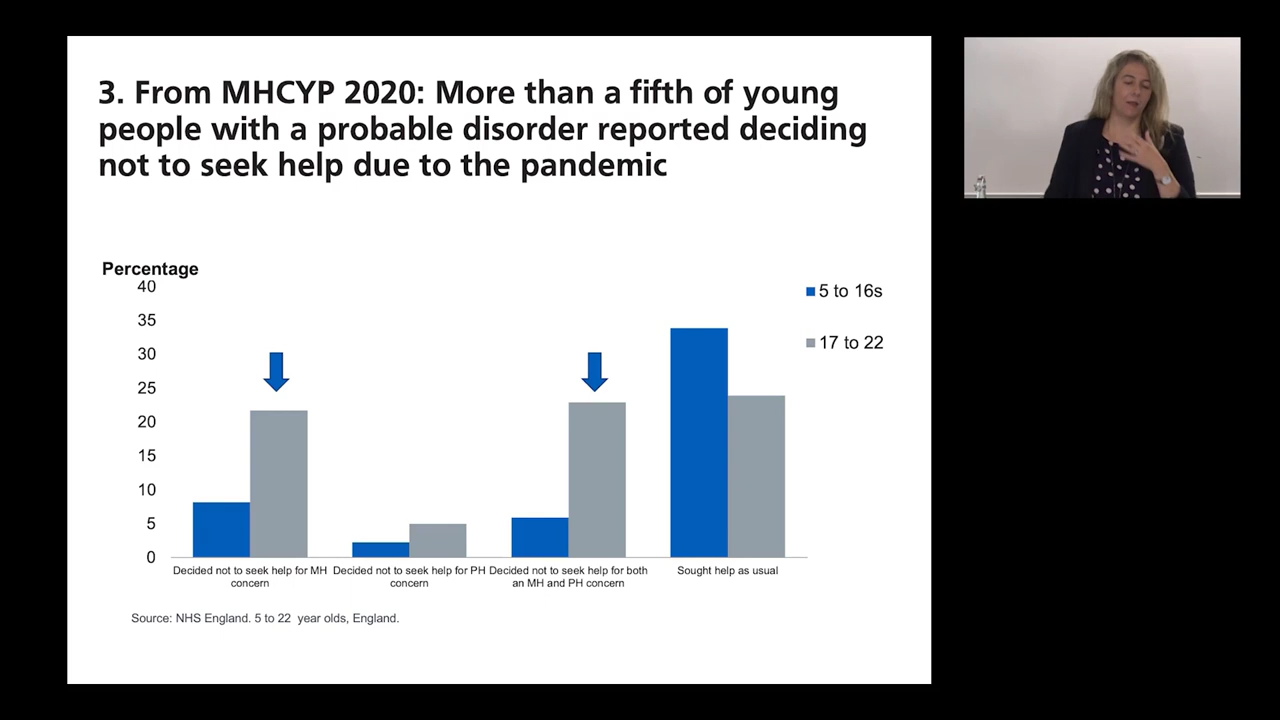 3. From MHCYP 2020: More than a fifth of young
people with a probable disorder reported deciding
not to seek help due to the pandemic
Percentage
40
35
30
25
20
15
10
5
0
5 to 16s
17 to 22
Decided not to seek help for MH
concern
Decided not to seek help for PH
concern
Decided not to seek help for both
an MH and PH concern
Sought help as usual
Source: NHS England. 5 to 22  year olds, England.